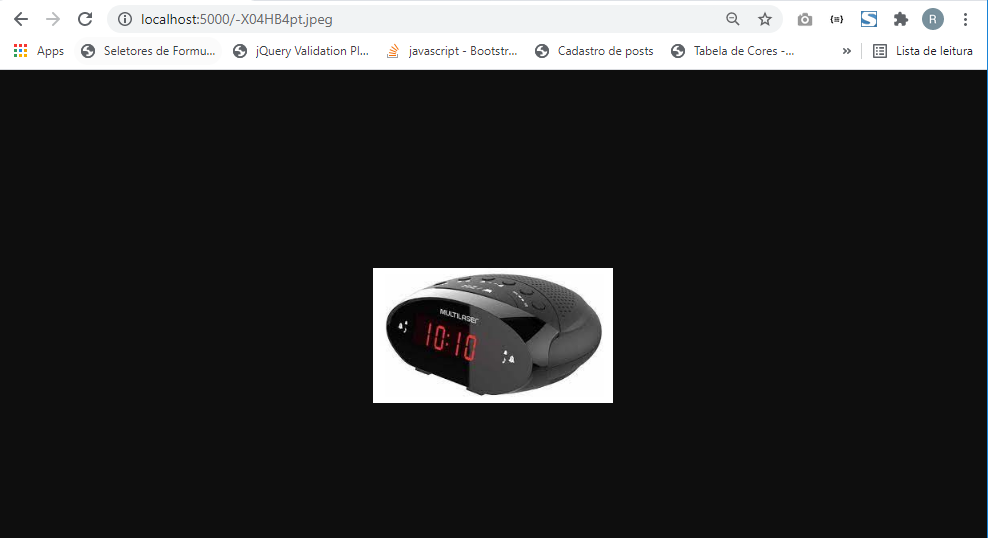 localhost:5000/-X04HB4pt.jpeg
R
Apps
Seletores de Formu...
jQuery Validation Pl...
javascript - Bootstr...
Cadastro de posts
Tabela de Cores -...
»
Lista de leitura
MULTILASER
10:10